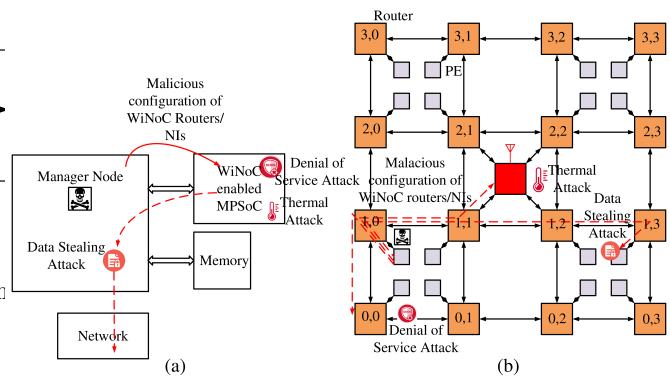 Malicious
configuration of
WiNoC Routers/
NIs
Manager Node
WiNoC
enabled
MPSoC
Denial of
Service Attack
Thermal
Attack
Data Stealing
Attack
Memory
Network
(a)
Router
3,0
3,1
3,2
3,3
PE
2,0
2,1
2,2
2,3
Malacious
configuration of
WiNoC routers/NIs
Thermal
Attack
Data
Stealing
Attack
1,0
1,1
1,2
1,3
0,0
0,1
0,2
0,3
Denial of
Service Attack
(b)